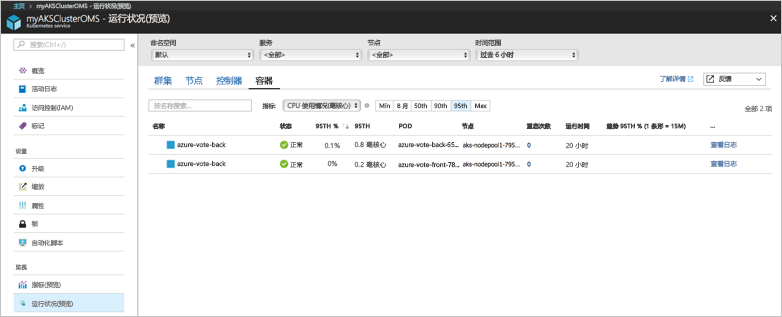 主页 > myAKSClusterOMS - 运行状况(预览)
myAKSClusterOMS - 运行状况(预览)
Kubernetes service
搜索(Ctrl+/)
概览
活动日志
访问控制(IAM)
标记
设置
升级
缩放
属性
锁
自动化脚本
监视
指标(预览)
运行状况(预览)
命名空间 服务 节点 时间范围
默认 <全部> <全部> 过去 6 小时
群集 节点 控制器 容器 了解详情 反馈
按名称搜索... 指标: CPU 使用情况(毫核心) Min 8 月 50th 90th 95th Max 全部 2 项
名称 状态 95TH % ↑↓ 95TH POD 节点 重启次数 运行时间 趋势 95TH % (1 条形 = 15M) ...
azure-vote-back 正常 0.1% 0.8 毫核心 azure-vote-back-65... aks-nodepool1-795... 0 20 小时 查看日志
azure-vote-back 正常 0% 0.2 毫核心 azure-vote-front-78... aks-nodepool1-795... 0 20 小时 查看日志